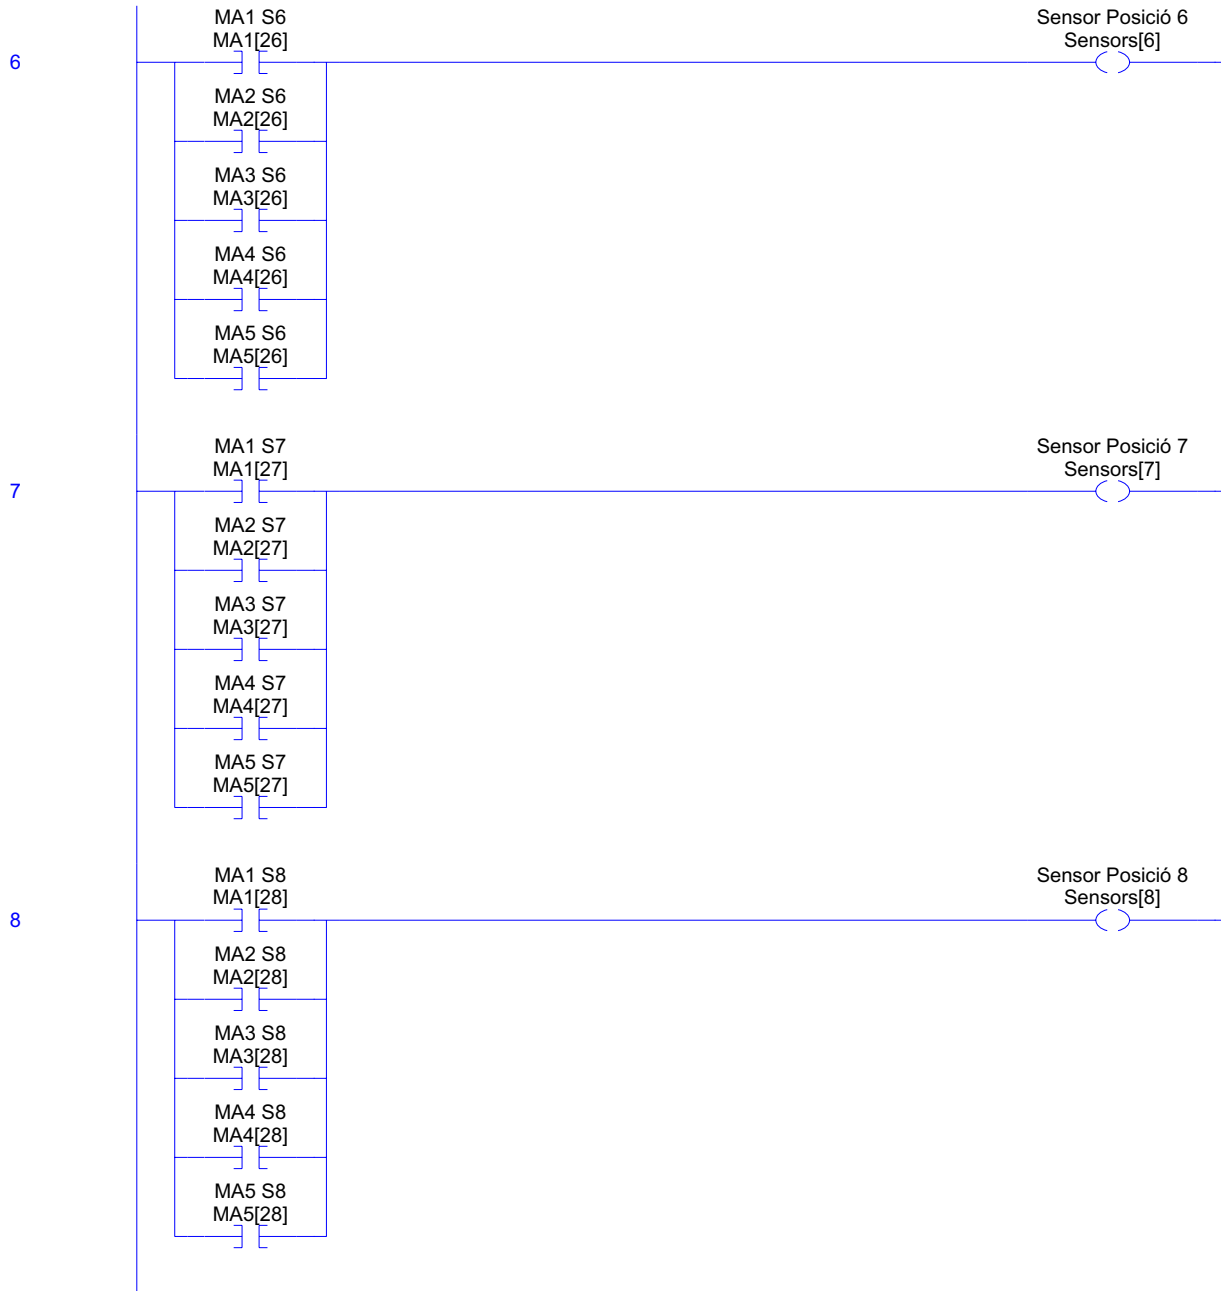 MA1 S6
MA1[26]
Sensor Posició 6
Sensors[6]
6
MA2 S6
MA2[26]
MA3 S6
MA3[26]
MA4 S6
MA4[26]
MA5 S6
MA5[26]
MA1 S7
MA1[27]
Sensor Posició 7
Sensors[7]
7
MA2 S7
MA2[27]
MA3 S7
MA3[27]
MA4 S7
MA4[27]
MA5 S7
MA5[27]
MA1 S8
MA1[28]
Sensor Posició 8
Sensors[8]
8
MA2 S8
MA2[28]
MA3 S8
MA3[28]
MA4 S8
MA4[28]
MA5 S8
MA5[28]